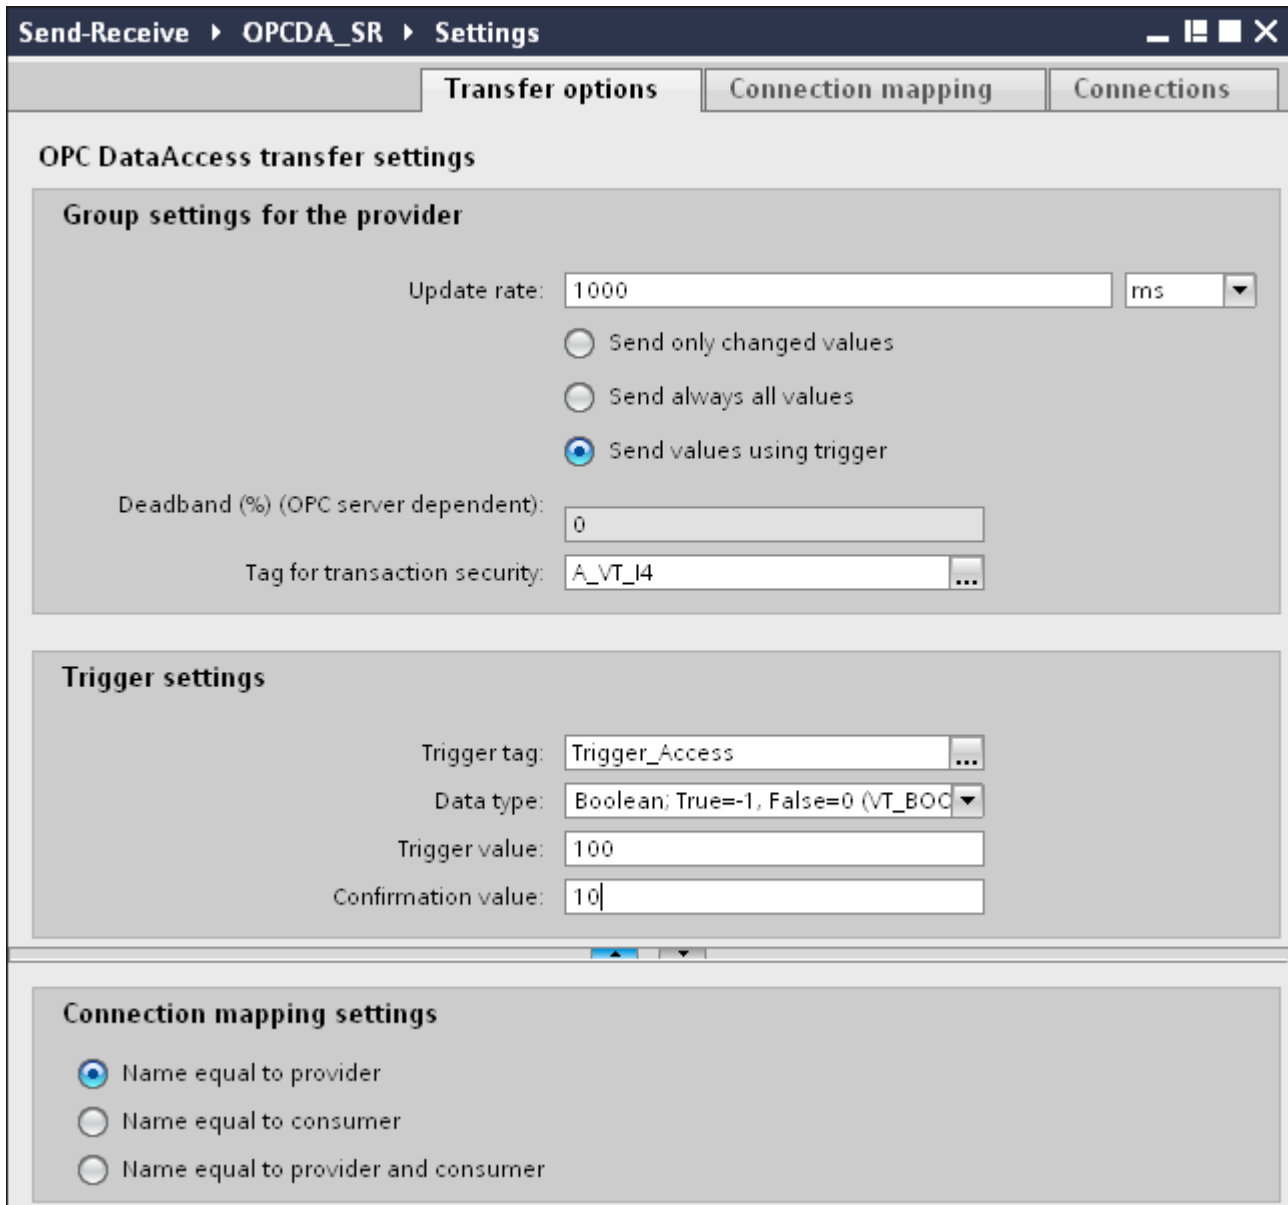 Send-Receive ▸ OPCDA_SR ▸ Settings
Transfer options Connection mapping Connections
OPC DataAccess transfer settings
Group settings for the provider
Update rate: 1000 ms
Send only changed values
Send always all values
Send values using trigger
Deadband (%) (OPC server dependent): 0
Tag for transaction security: A_VT_I4 ...
Trigger settings
Trigger tag: Trigger_Access ...
Data type: Boolean; True=-1, False=0 (VT_BOO
Trigger value: 100
Confirmation value: 10
Connection mapping settings
Name equal to provider
Name equal to consumer
Name equal to provider and consumer